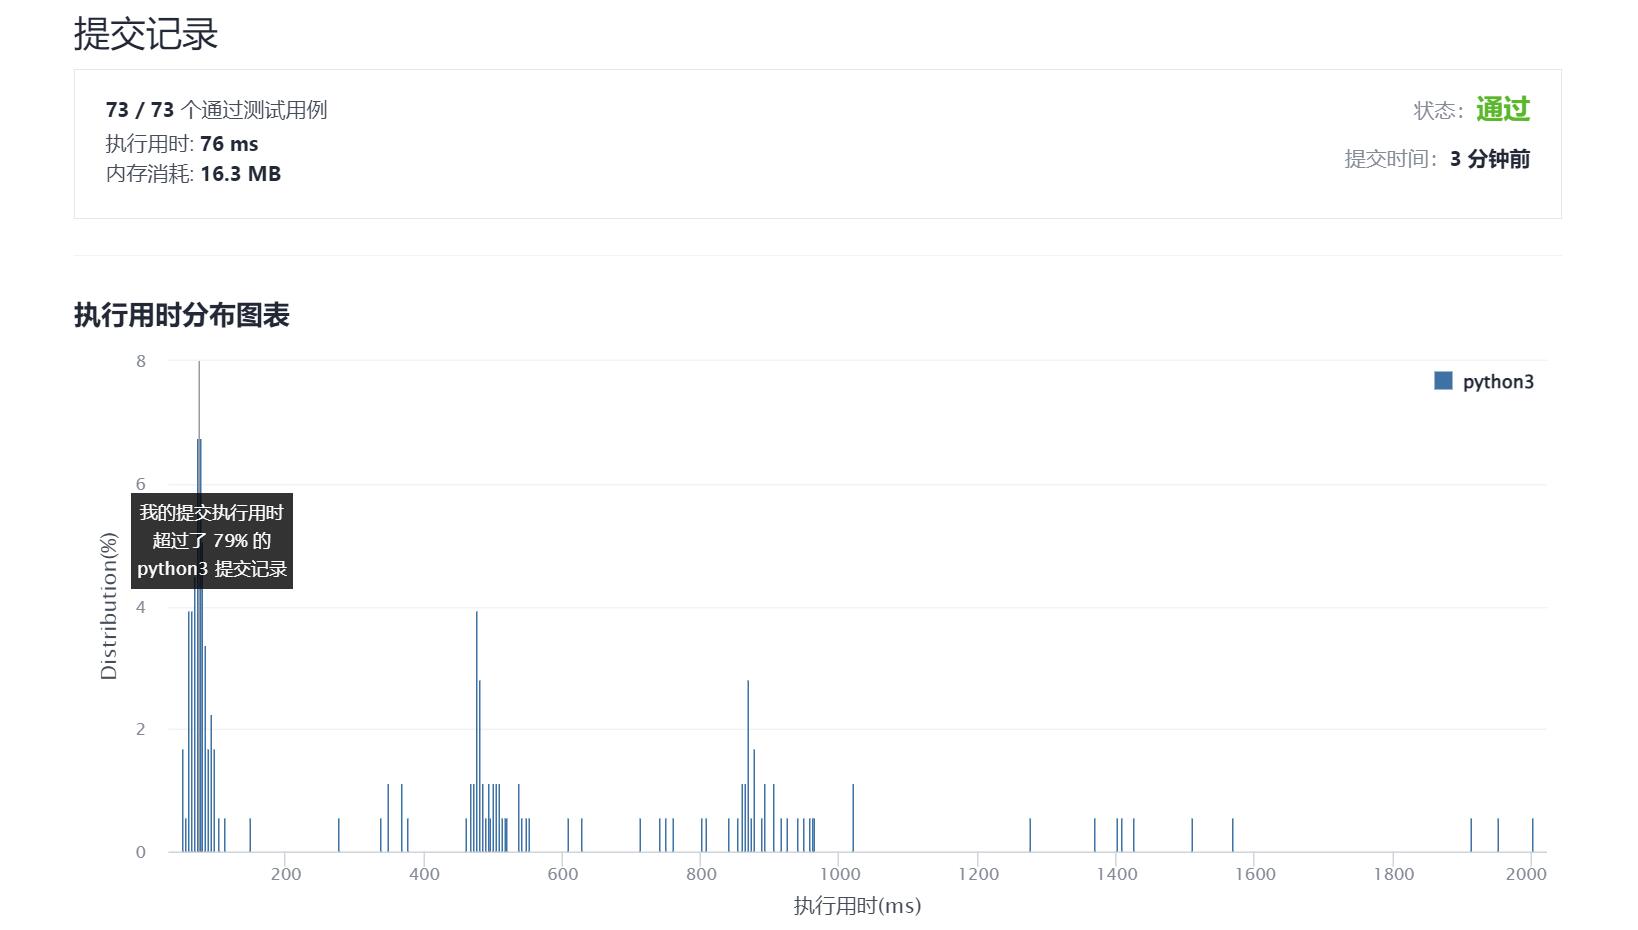 提交记录
73 / 73 个通过测试用例
状态：通过
执行用时: 76 ms
提交时间：3 分钟前
内存消耗: 16.3 MB
执行用时分布图表
8
python3
6
我的提交执行用时
超过了 79% 的
python3 提交记录
Distribution(%)
4
2
0
200 400 600 800 1000 1200 1400 1600 1800 2000
执行用时(ms)